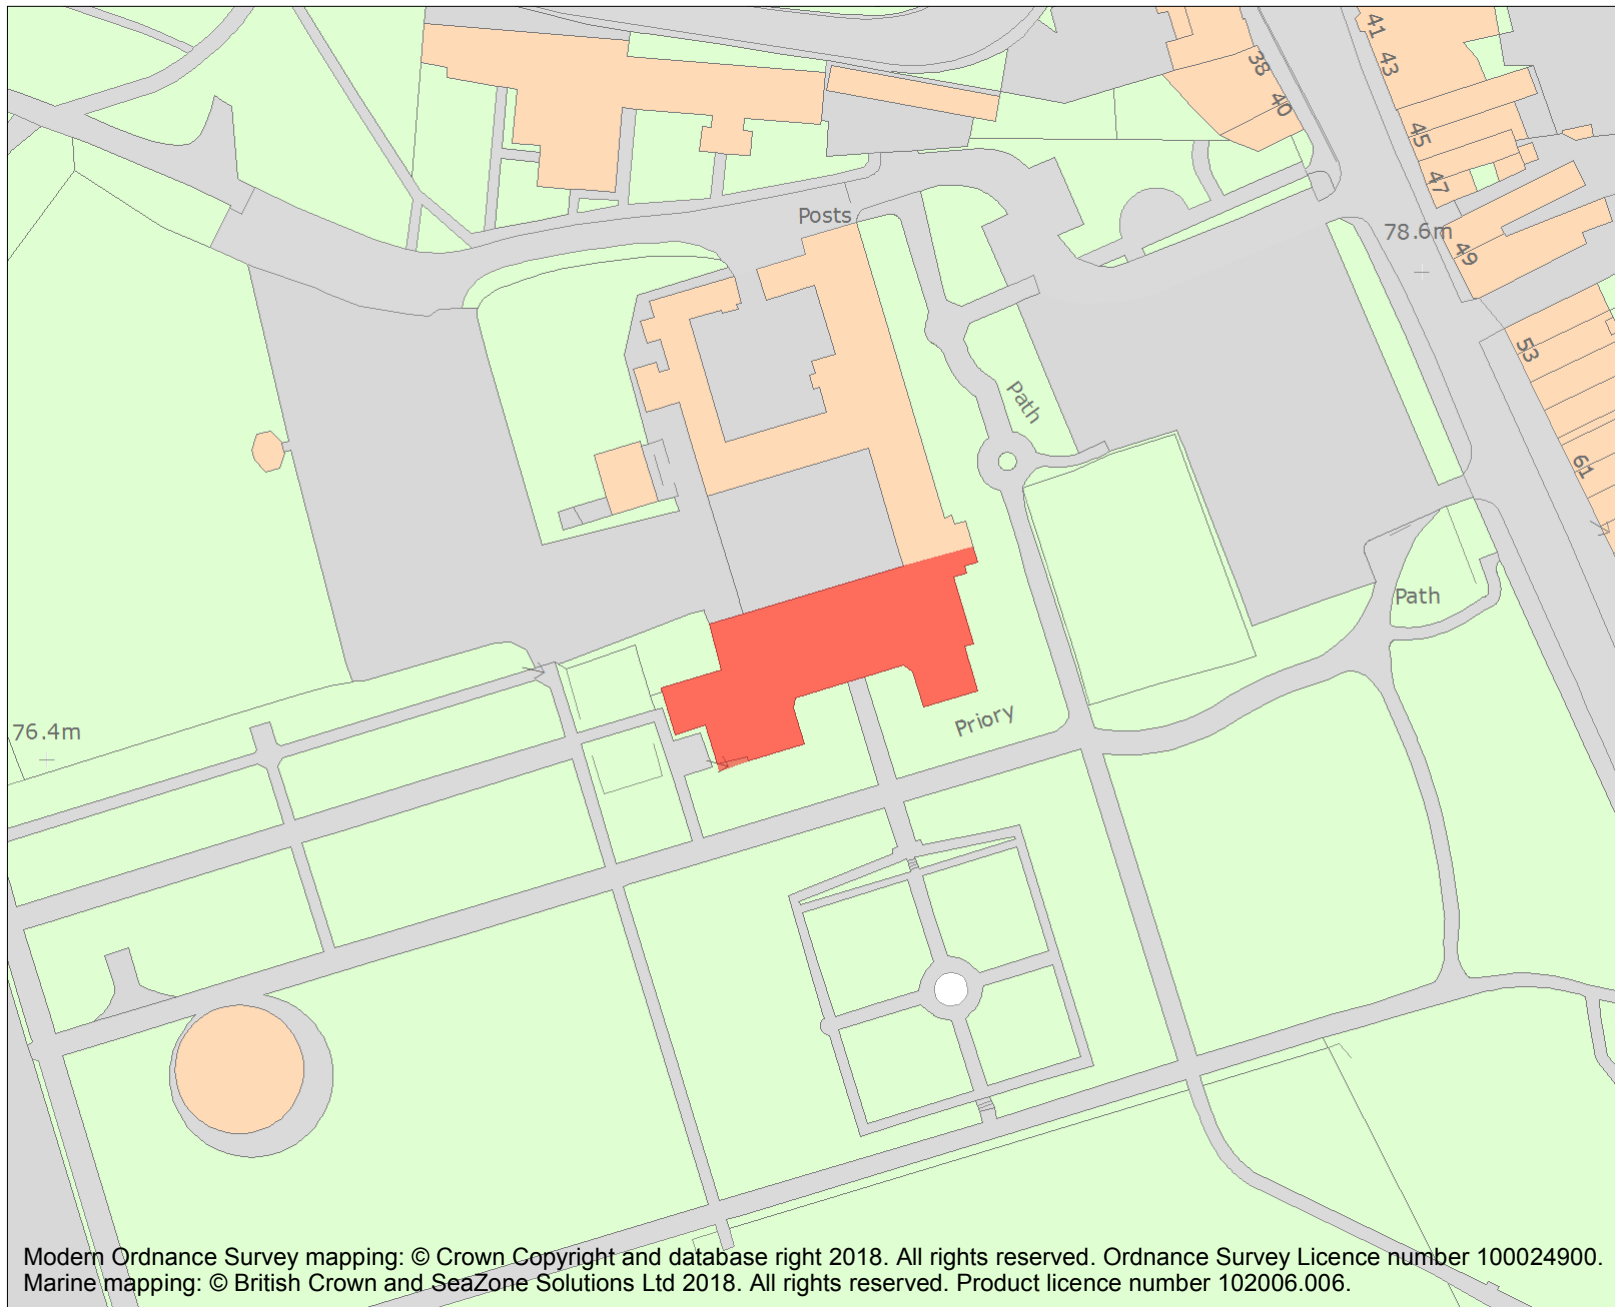 41
43
38
40
45
47
Posts
78.6m
49
53
Path
61
Path
Priory
76.4m
Modern Ordnance Survey mapping: © Crown Copyright and database right 2018. All rights reserved. Ordnance Survey Licence number 100024900.
Marine mapping: © British Crown and SeaZone Solutions Ltd 2018. All rights reserved. Product licence number 102006.006.